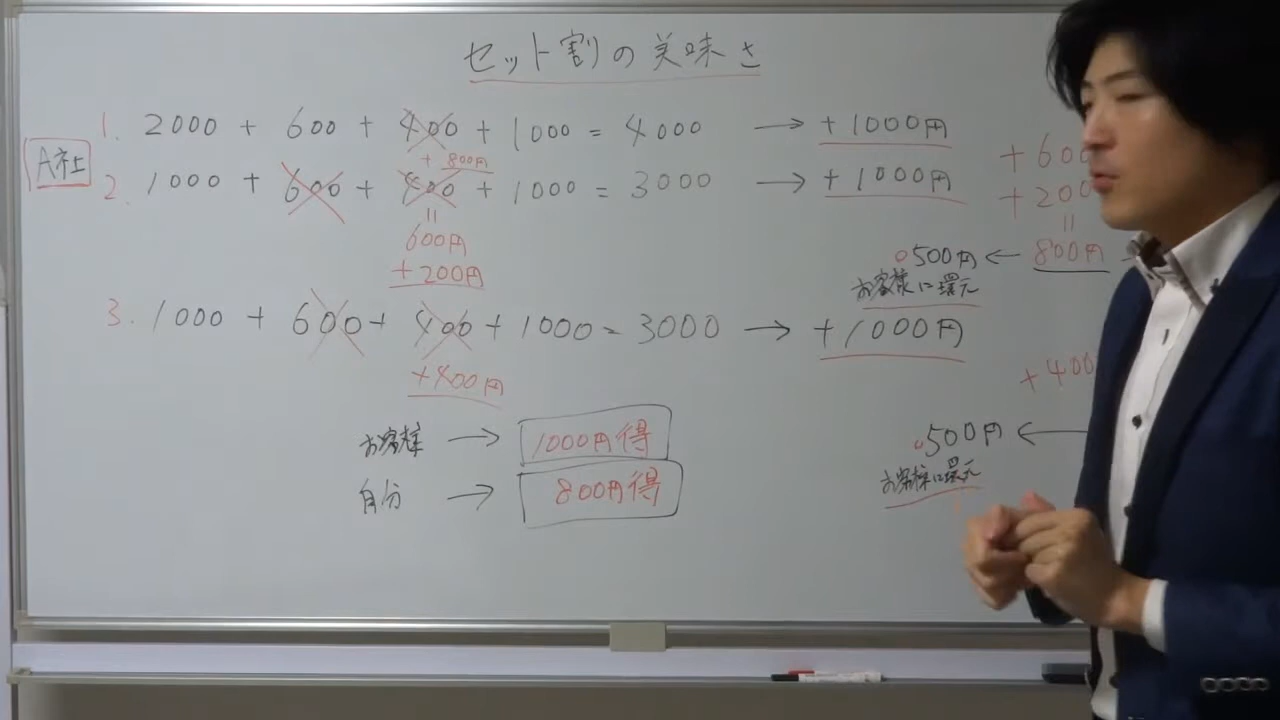 セット割の美味さ
A社
1. 2000 + 600 + 400 + 1000 = 4000 → +1000円
+ 800円
2. 1000 + 600 + 400 + 1000 = 3000 → +1000円
+600
+200
=
600円
+200円
500円 ← 800円
お客様に還元
3. 1000 + 600 + 400 + 1000 = 3000 → +1000円
+400円
+400
お客様 → 1000円得
自分 → 800円得
500円 ←
お客様に還元